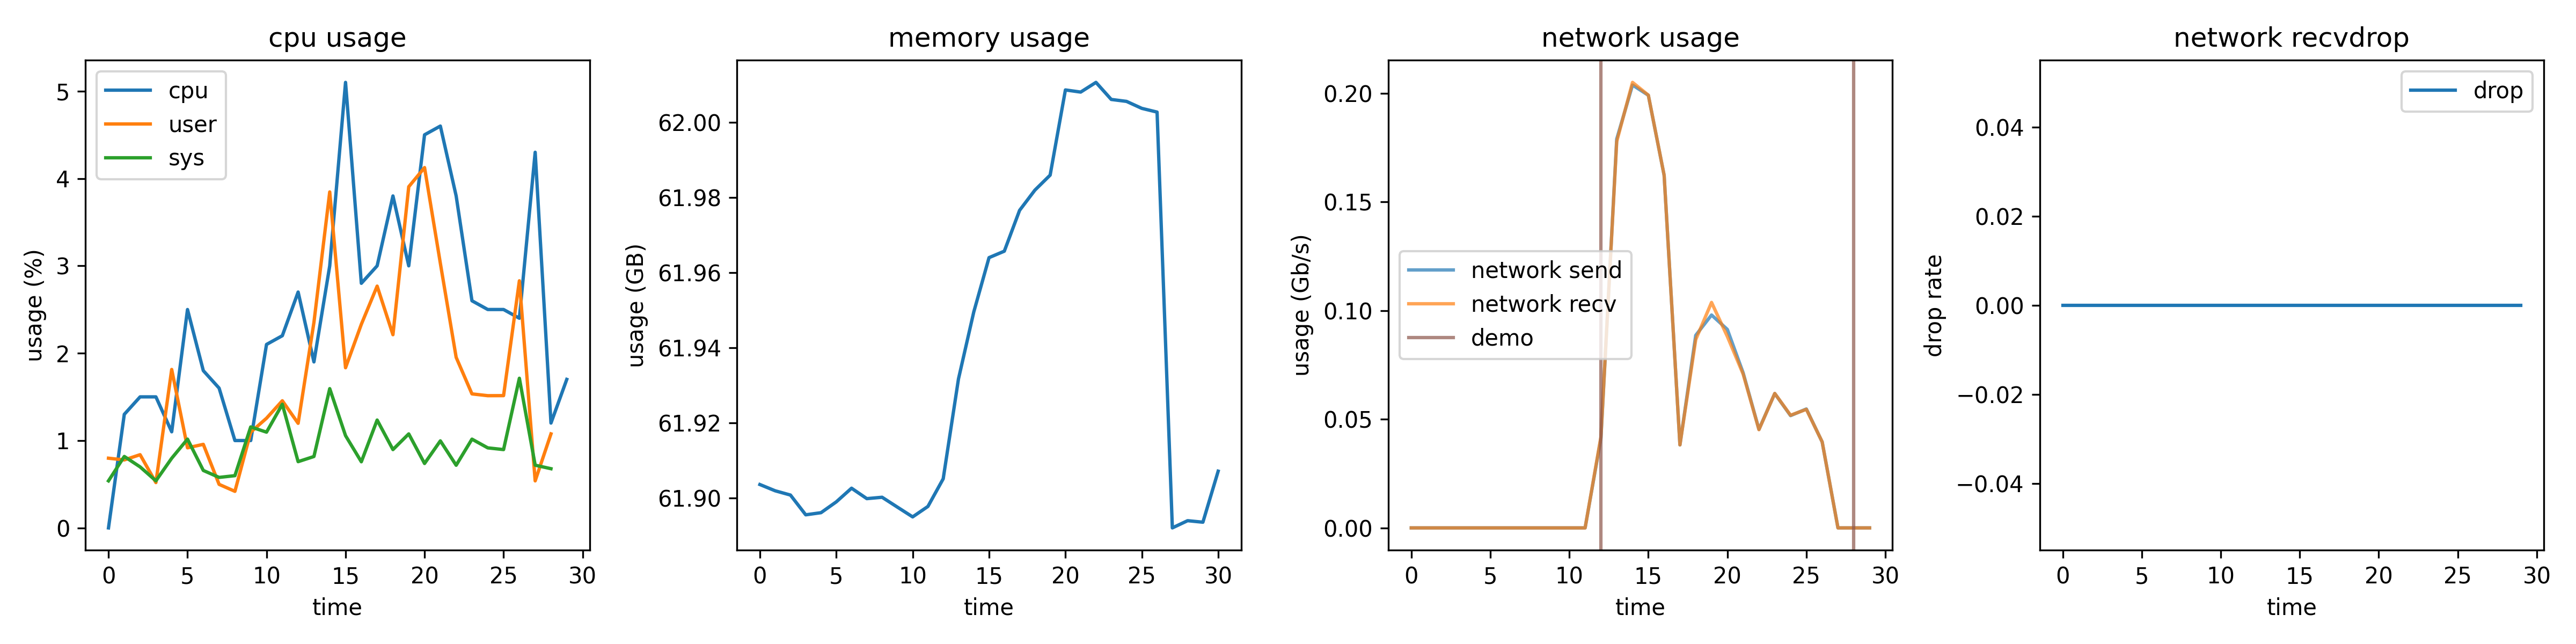 cpu usage
usage (%)
5
4
3
2
1
0
cpu
user
sys
0 5 10 15 20 25 30
time
memory usage
usage (GB)
62.00
61.98
61.96
61.94
61.92
61.90
0 5 10 15 20 25 30
time
network usage
usage (Gb/s)
0.20
0.15
0.10
0.05
0.00
network send
network recv
demo
0 5 10 15 20 25 30
time
network recvdrop
drop rate
0.04
0.02
0.00
−0.02
−0.04
drop
0 5 10 15 20 25 30
time